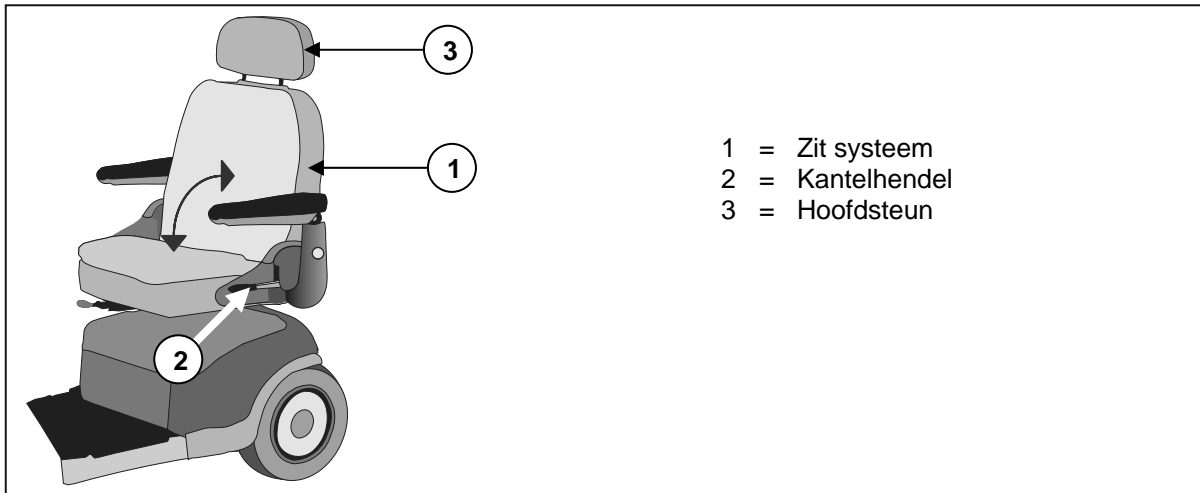 3
1
2
1 = Zit systeem
2 = Kantelhendel
3 = Hoofdsteun